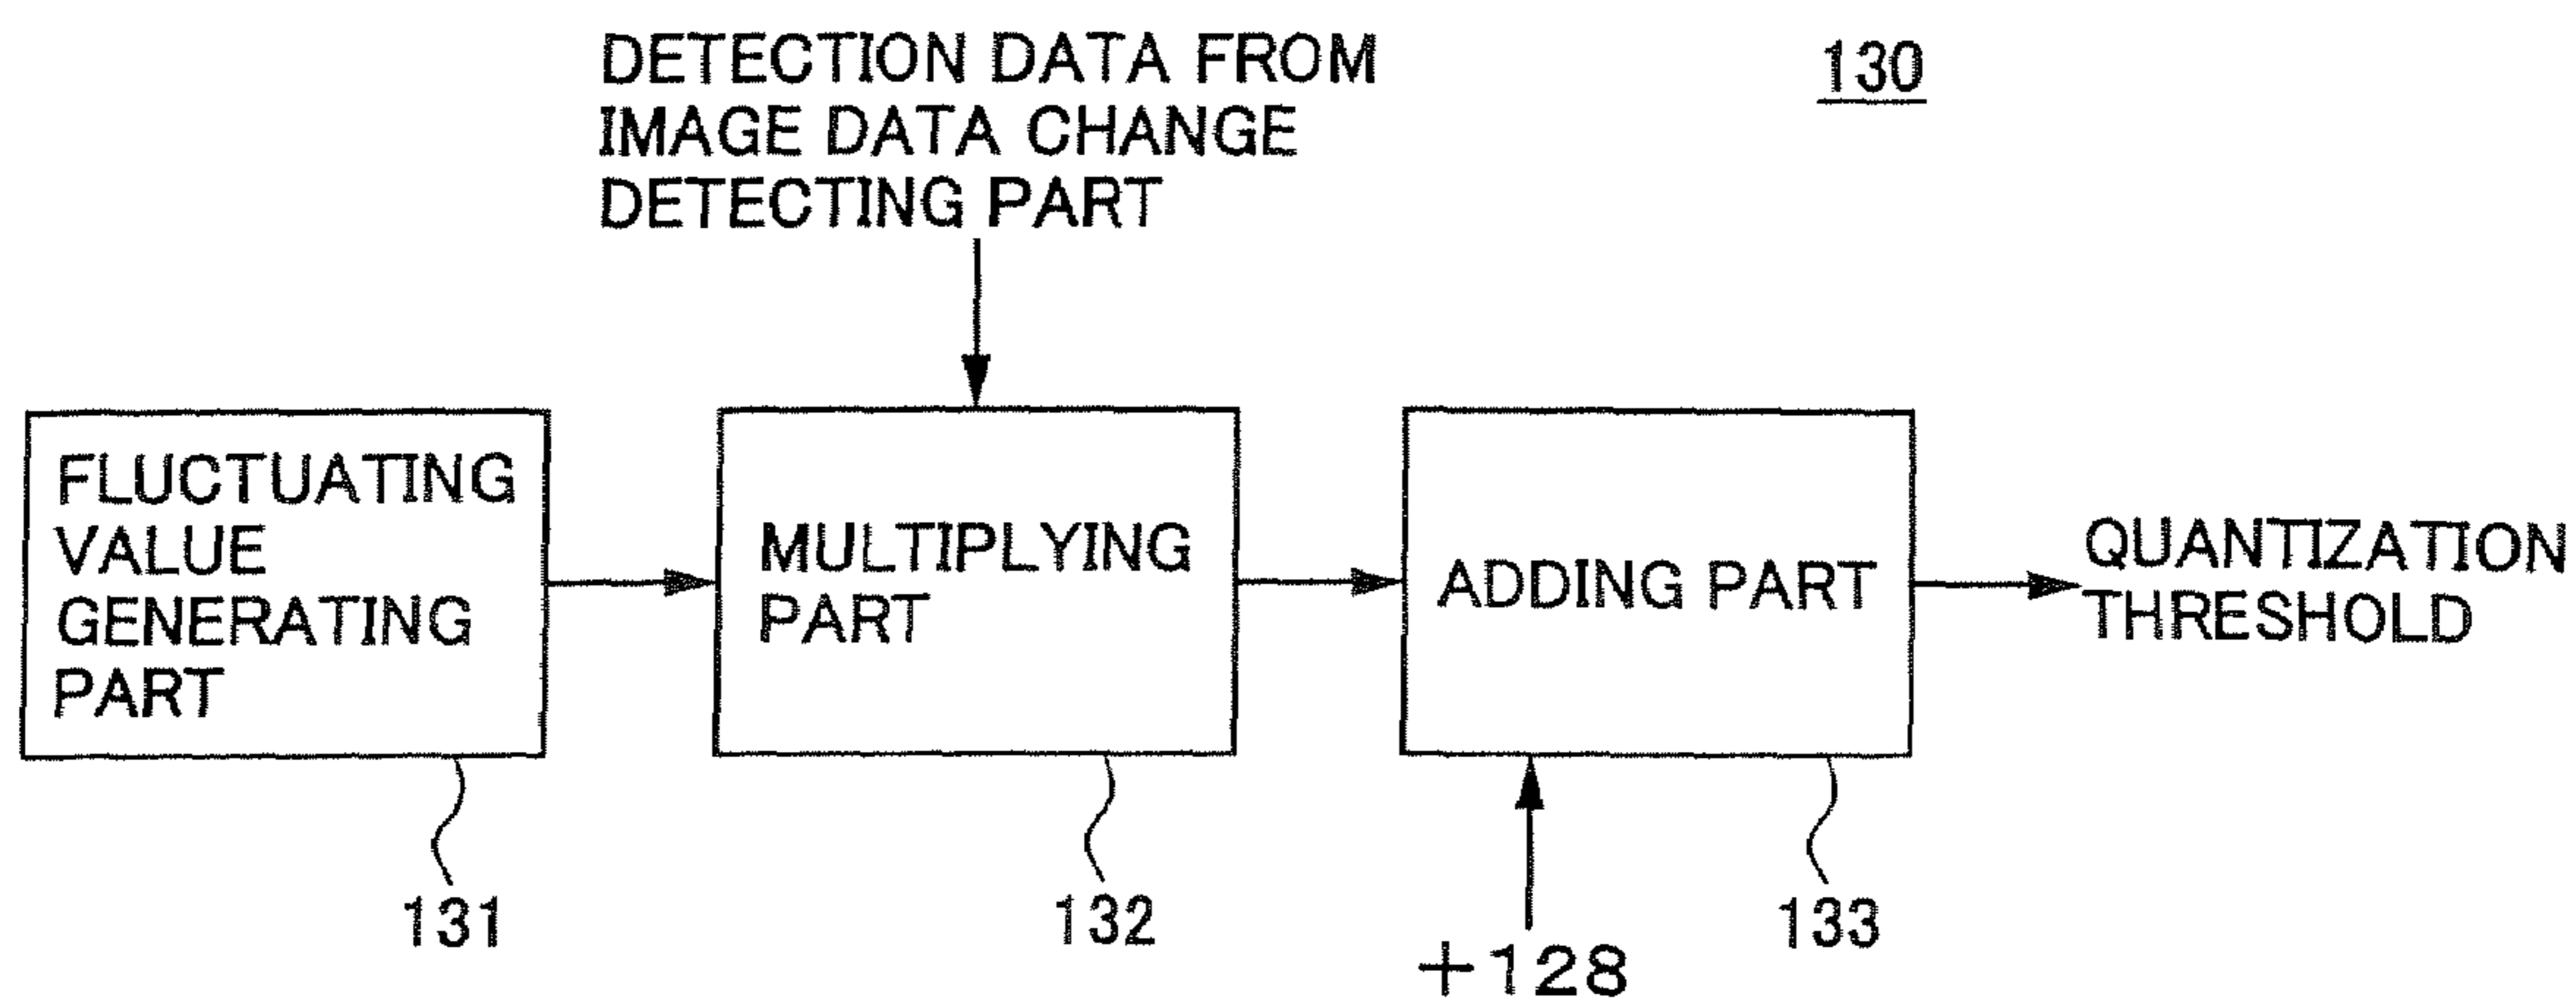 DETECTION DATA FROM
IMAGE DATA CHANGE
DETECTING PART
130
FLUCTUATING
VALUE
GENERATING
PART
MULTIPLYING
PART
ADDING PART
QUANTIZATION
THRESHOLD
131
132
133
+128